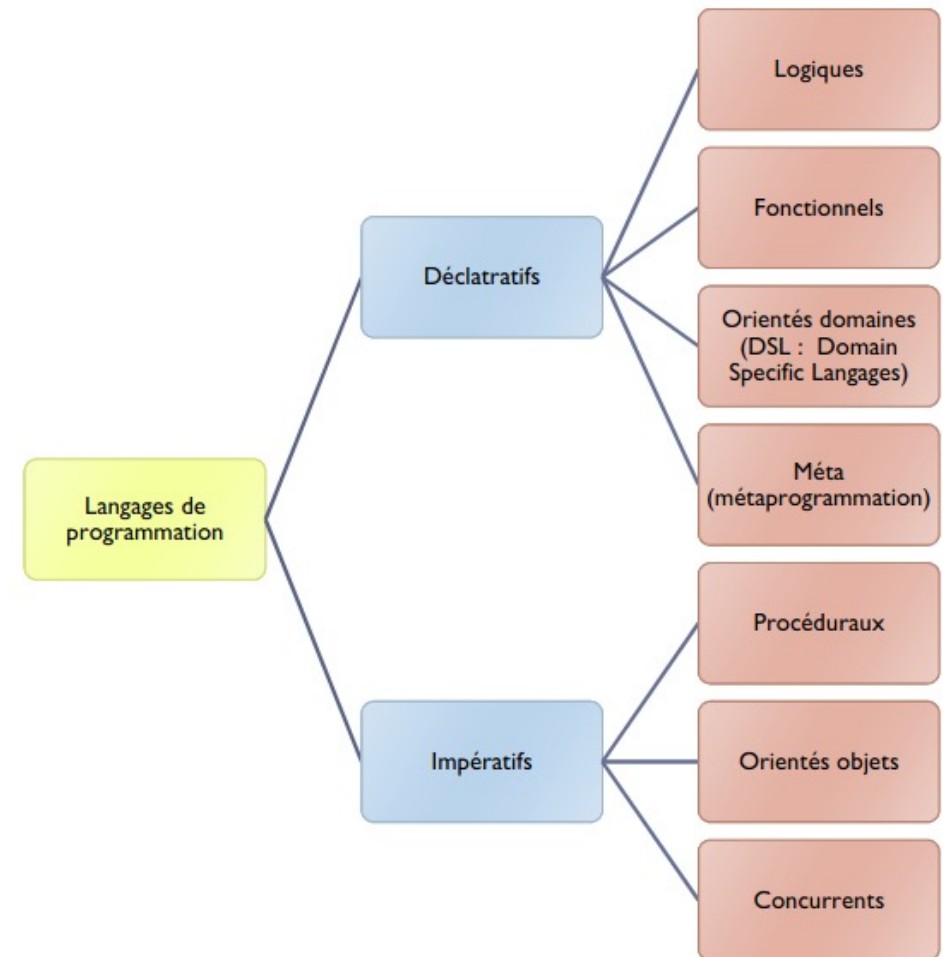 Logiques
Fonctionnels
Déclatratifs
Orientés domaines
(DSL :  Domain
Specific Langages)
Méta
(métaprogrammation)
Langages de
programmation
Procéduraux
Impératifs
Orientés objets
Concurrents